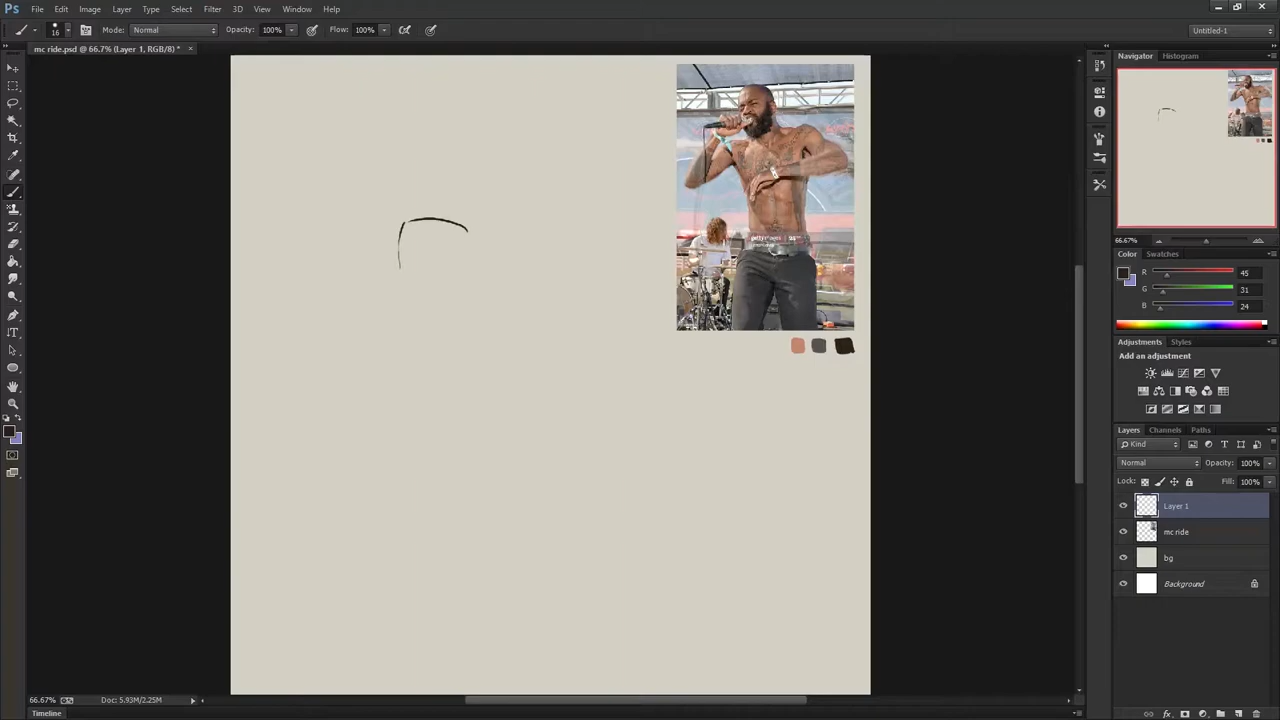 Ps File Edit Image Layer Type Select Filter 3D View Window Help
16 Mode: Normal Opacity: 100% Flow: 100% Untitled-1
mc ride.psd @ 66.7% (Layer 1, RGB/8) * ×
Navigator Histogram
66.67%
Color Swatches
R 45
G 31
B 24
Adjustments Styles
Add an adjustment
Layers Channels Paths
Kind
Normal Opacity: 100%
Lock: Fill: 100%
Layer 1
mc ride
bg
Background
66.67% Doc: 5.93M/2.25M
Timeline